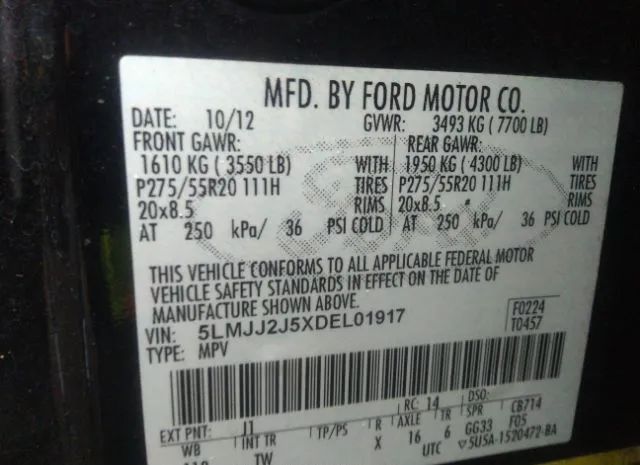 MFD. BY FORD MOTOR CO.
DATE: 10/12 GVWR: 3493 KG ( 7700 LB)
FRONT GAWR: REAR GAWR:
1610 KG ( 3550 LB) WITH 1950 KG ( 4300 LB) WITH
P275/55R20 111H TIRES P275/55R20 111H TIRES
20x8.5 RIMS 20x8.5 RIMS
AT 250 kPa/ 36 PSI COLD AT 250 kPa/ 36 PSI COLD
THIS VEHICLE CONFORMS TO ALL APPLICABLE FEDERAL MOTOR
VEHICLE SAFETY STANDARDS IN EFFECT ON THE DATE OF
MANUFACTURE SHOWN ABOVE.
VIN: 5LMJJ2J5XDEL01917 F0224
TYPE: MPV T0457
EXT PNT: J1 RC: 14 DSO:
WB INT TR TP/PS R AXLE TR SPR CB714
TW X 16 6 GG33 F05
UTC 5U5A-1520472-BA